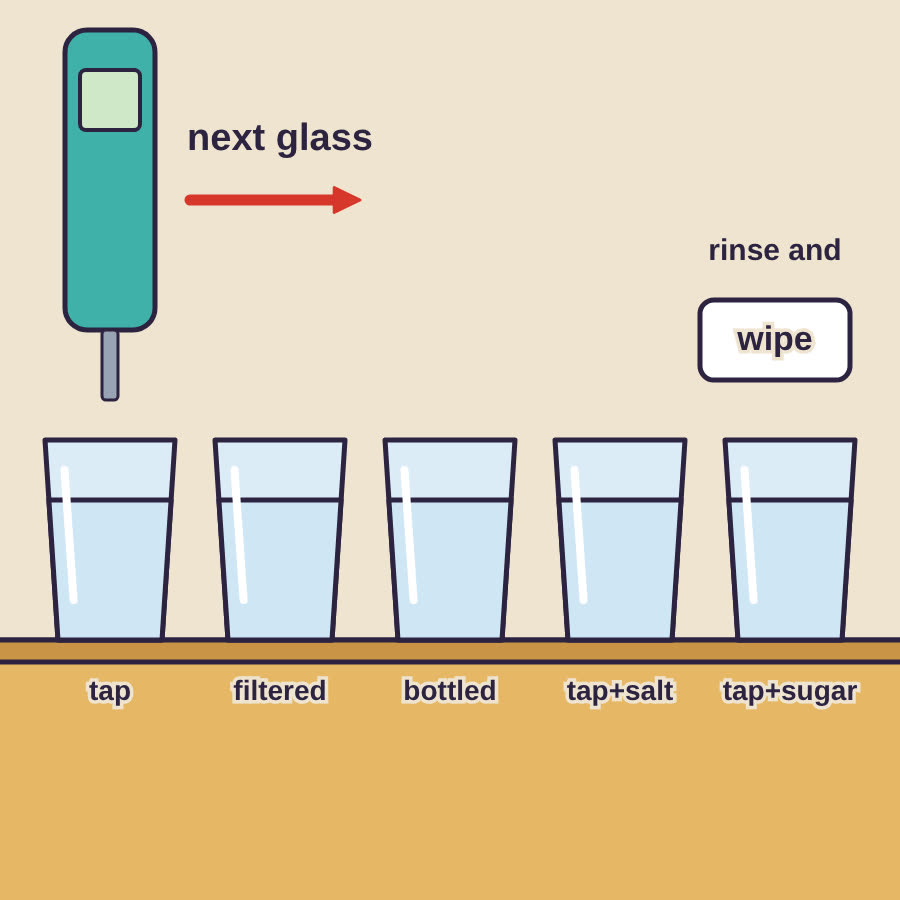 next glass
rinse and
wipe
tap
filtered
bottled
tap+salt
tap+sugar